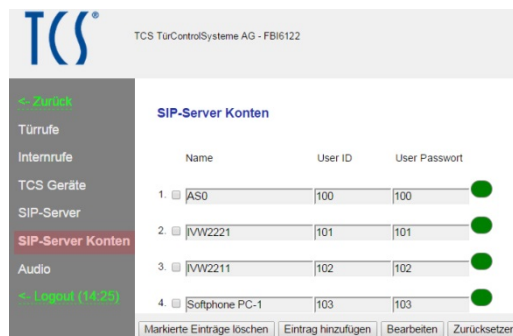 TCS®
TCS TürControlSysteme AG - FBI6122
<- Zurück
Türrufe
Internrufe
TCS Geräte
SIP-Server
SIP-Server Konten
Audio
<- Logout (14:25)
SIP-Server Konten
Name User ID User Passwort
1. AS0 100 100
2. IVW2221 101 101
3. IVW2211 102 102
4. Softphone PC-1 103 103
Markierte Einträge löschen Eintrag hinzufügen Bearbeiten Zurücksetzen